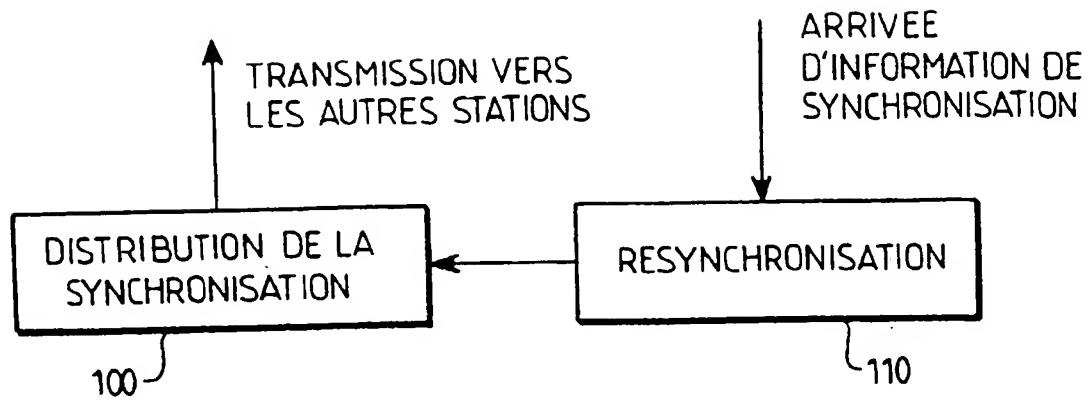 TRANSMISSION VERS
LES AUTRES STATIONS
ARRIVEE
D'INFORMATION DE
SYNCHRONISATION
DISTRIBUTION DE LA
SYNCHRONISATION
RESYNCHRONISATION
100
110